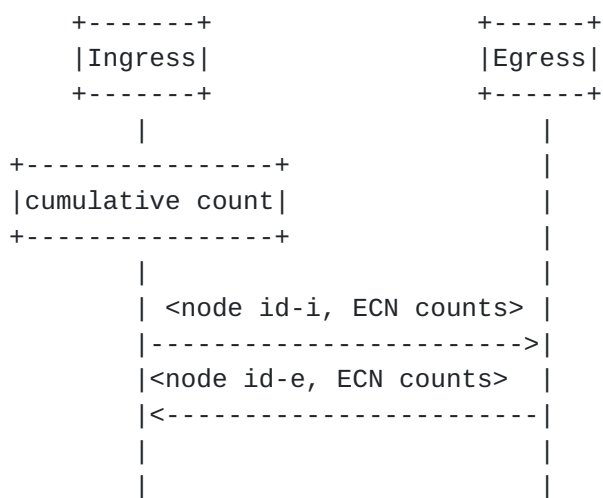 +-------+ +------+
|Ingress| |Egress|
+-------+ +------+
| |
+----------------+ |
|cumulative count| |
+----------------+ |
| |
| <node id-i, ECN counts> |
|------------------------>|
|<node id-e, ECN counts> |
|<------------------------|
| |
| |